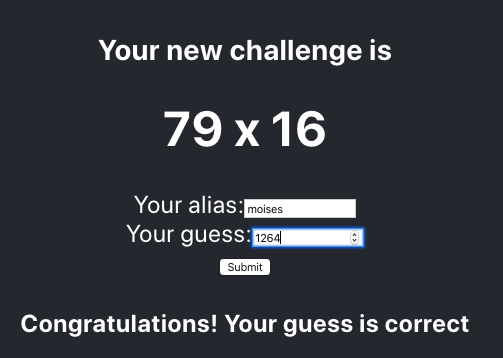 Your new challenge is
79 x 16
Your alias: moises
Your guess: 1264
Submit
Congratulations! Your guess is correct